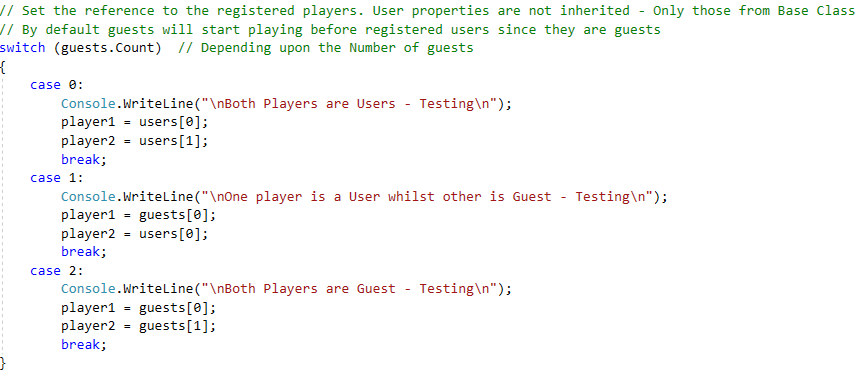 // Set the reference to the registered players. User properties are not inherited - Only those from Base Class
// By default guests will start playing before registered users since they are guests
switch (guests.Count)  // Depending upon the Number of guests
{
    case 0:
        Console.WriteLine("\nBoth Players are Users - Testing\n");
        player1 = users[0];
        player2 = users[1];
        break;
    case 1:
        Console.WriteLine("\nOne player is a User whilst other is Guest - Testing\n");
        player1 = guests[0];
        player2 = users[0];
        break;
    case 2:
        Console.WriteLine("\nBoth Players are Guest - Testing\n");
        player1 = guests[0];
        player2 = guests[1];
        break;
}